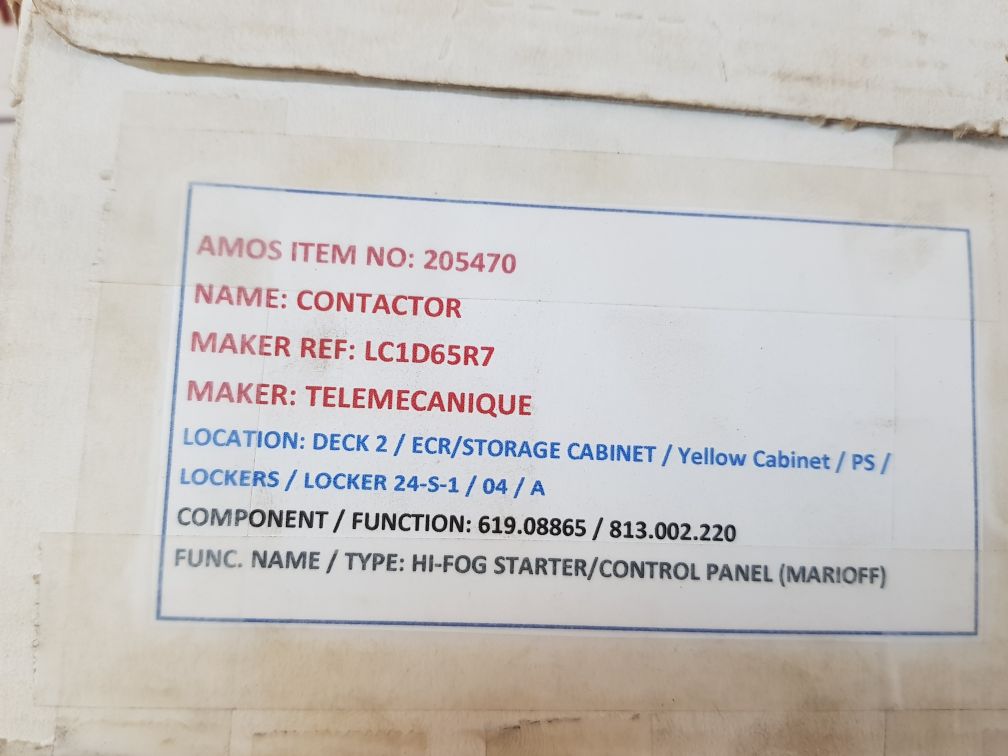 AMOS ITEM NO: 205470
NAME: CONTACTOR
MAKER REF: LC1D65R7
MAKER: TELEMECANIQUE
LOCATION: DECK 2 / ECR/STORAGE CABINET / Yellow Cabinet / PS /
LOCKERS / LOCKER 24-S-1 / 04 / A
COMPONENT / FUNCTION: 619.08865 / 813.002.220
FUNC. NAME / TYPE: HI-FOG STARTER/CONTROL PANEL (MARIOFF)